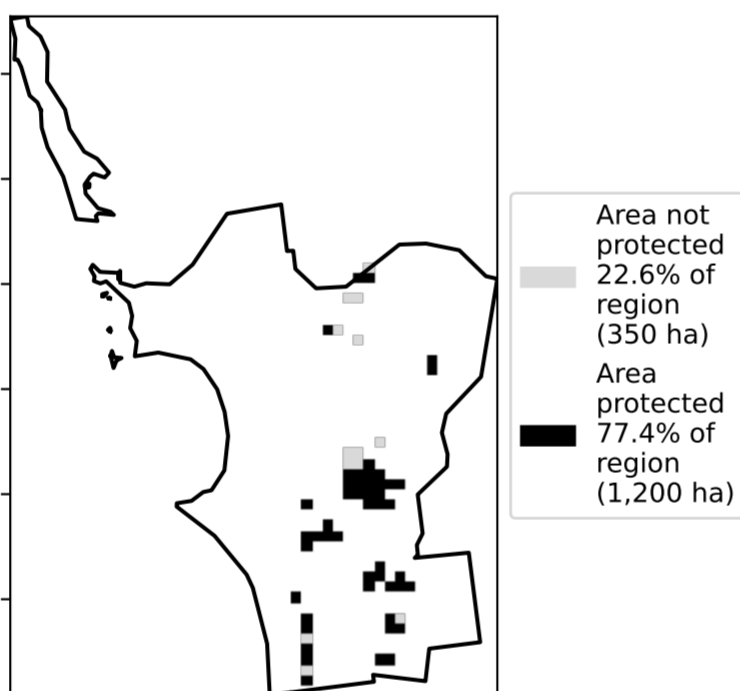 Area not
protected
22.6% of
region
(350 ha)
Area
protected
77.4% of
region
(1,200 ha)